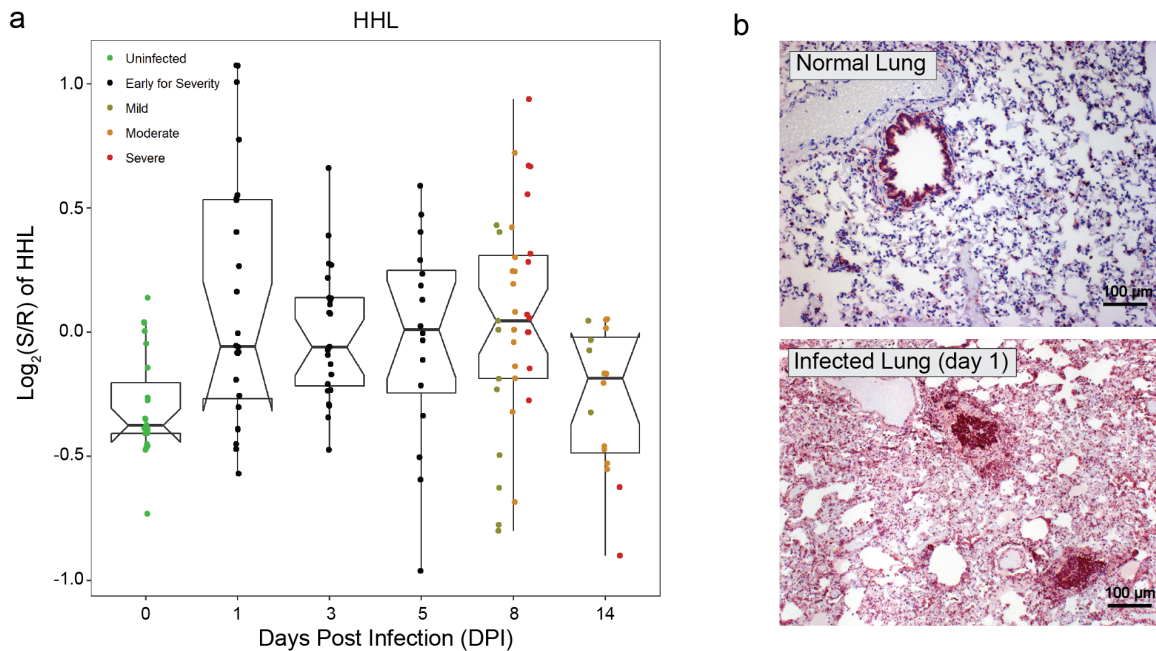 a
HHL
Uninfected
Early for Severity
Mild
Moderate
Severe
Log₂(S/R) of HHL
1.0
0.5
0.0
-0.5
-1.0
0
1
3
5
8
14
Days Post Infection (DPI)
b
Normal Lung
100 μm
Infected Lung (day 1)
100 μm